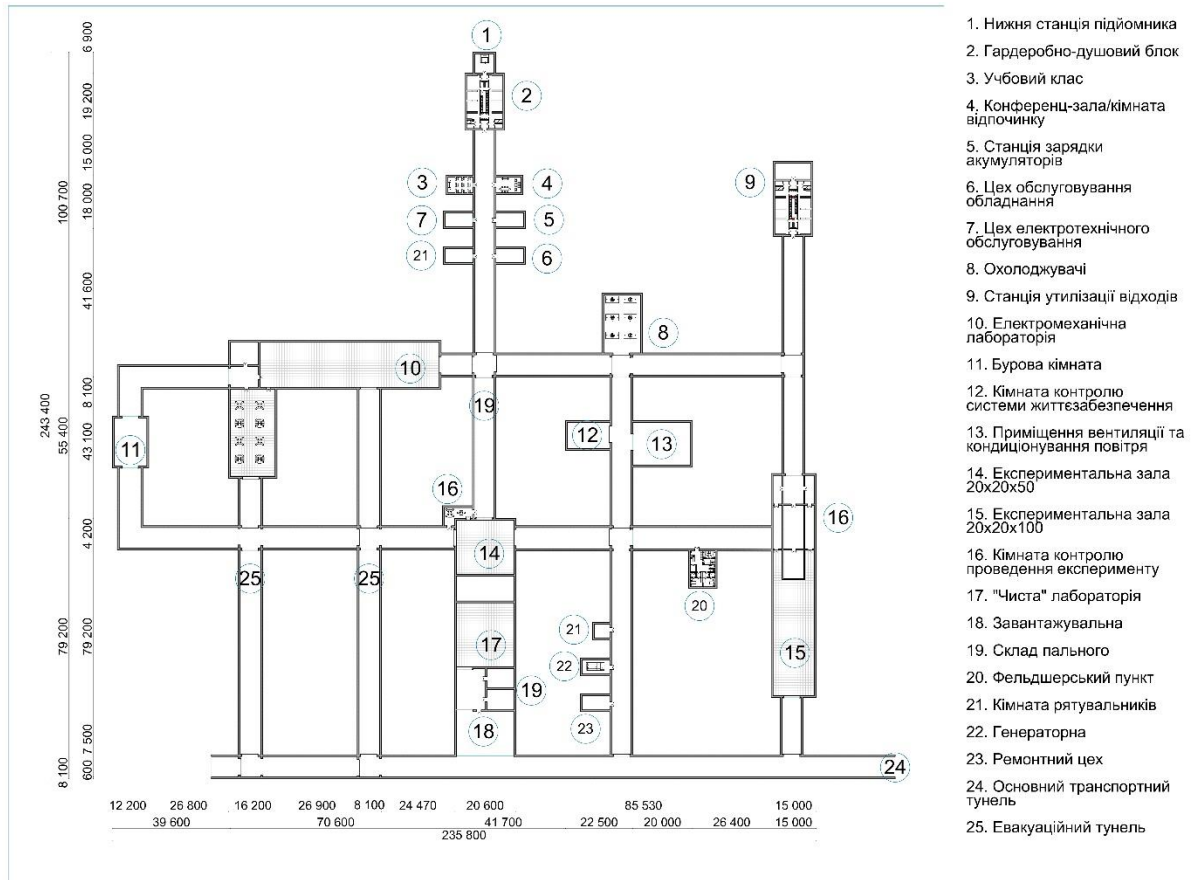 1
2
3
4
9
7
5
21
6
8
10
19
12
13
11
16
16
14
25
25
20
21
17
15
22
19
23
18
24
6 900
19 200
15 000
100 700
18 000
41 600
8 100
243 400
55 400
43 100
4 200
79 200
79 200
7 500
8 100
600
12 200 26 800 16 200 26 900 8 100 24 470 20 600 85 530 15 000
39 600 70 600 41 700 22 500 20 000 26 400 15 000
235 800
1. Нижня станція підйомника
2. Гардеробно-душовий блок
3. Учбовий клас
4. Конференц-зала/кімната
відпочинку
5. Станція зарядки
акумуляторів
6. Цех обслуговування
обладнання
7. Цех електротехнічного
обслуговування
8. Охолоджувачі
9. Станція утилізації відходів
10. Електромеханічна
лабораторія
11. Бурова кімната
12. Кімната контролю
системи життєзабезпечення
13. Приміщення вентиляції та
кондиціонування повітря
14. Експериментальна зала
20х20х50
15. Експериментальна зала
20х20х100
16. Кімната контролю
проведення експерименту
17. "Чиста" лабораторія
18. Завантажувальна
19. Склад пального
20. Фельдшерський пункт
21. Кімната рятувальників
22. Генераторна
23. Ремонтний цех
24. Основний транспортний
тунель
25. Евакуаційний тунель